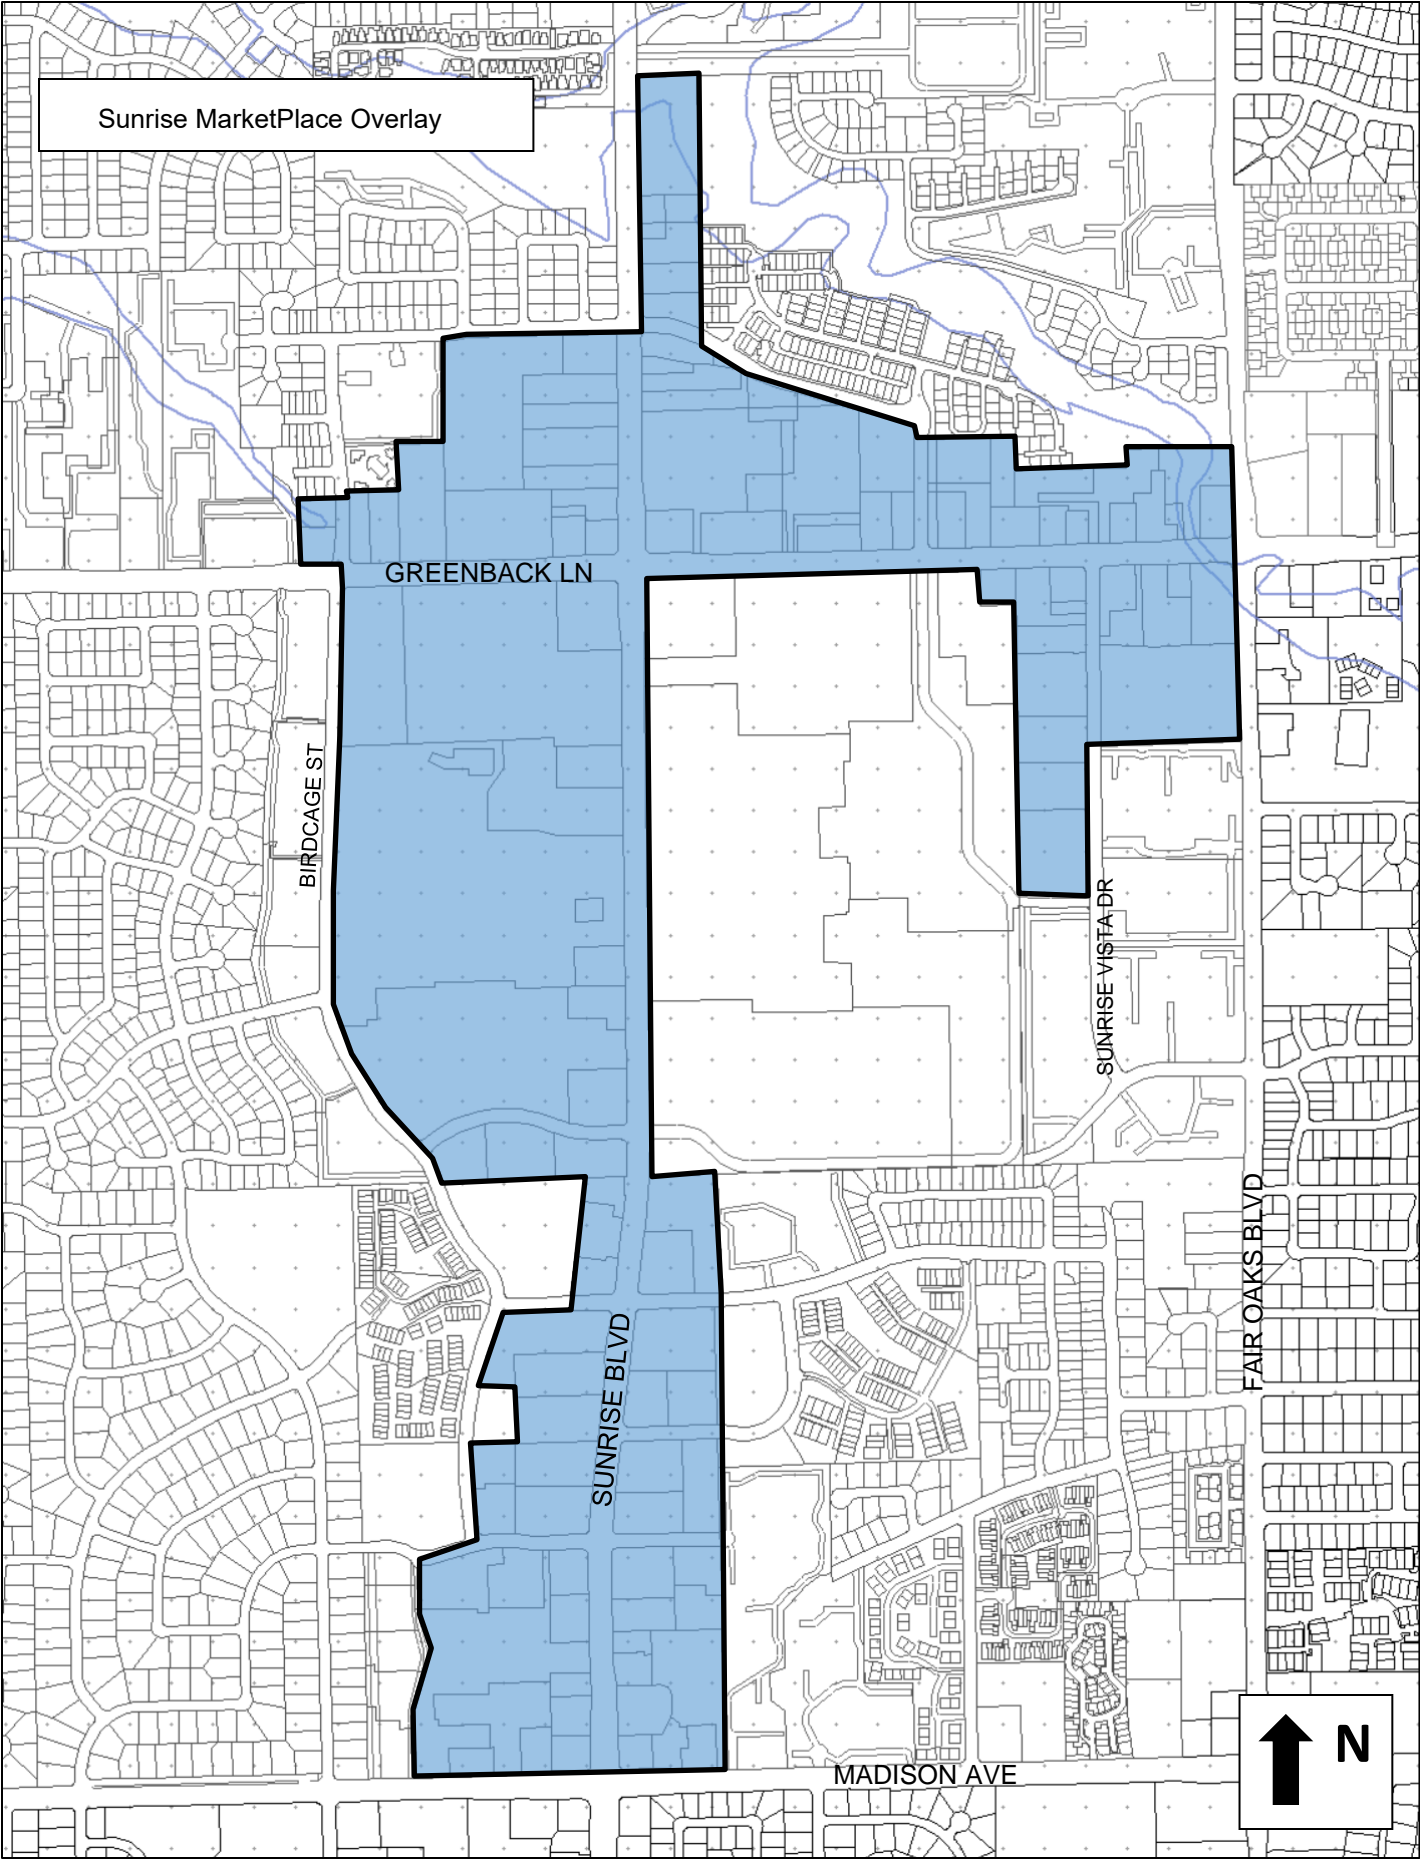 Sunrise MarketPlace Overlay
GREENBACK LN
BIRDCAGE ST
SUNRISE VISTA DR
FAIR OAKS BLVD
SUNRISE BLVD
MADISON AVE
N